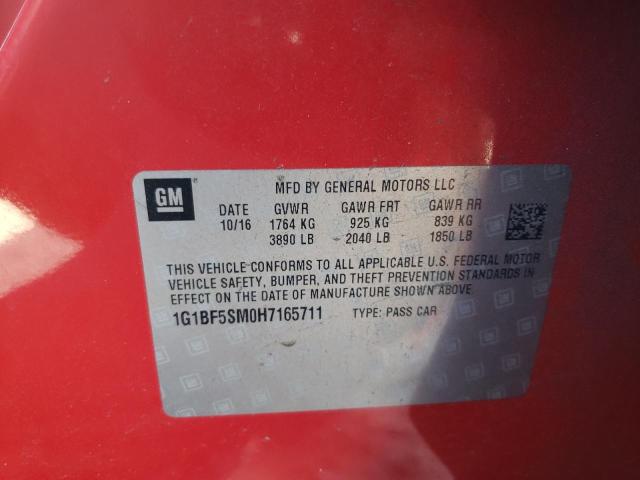 GM
MFD BY GENERAL MOTORS LLC
DATE GVWR GAWR FRT GAWR RR
10/16 1764 KG 925 KG 839 KG
3890 LB 2040 LB 1850 LB
THIS VEHICLE CONFORMS TO ALL APPLICABLE U.S. FEDERAL MOTOR
VEHICLE SAFETY, BUMPER, AND THEFT PREVENTION STANDARDS IN
EFFECT ON THE DATE OF MANUFACTURE SHOWN ABOVE.
1G1BF5SM0H7165711 TYPE: PASS CAR